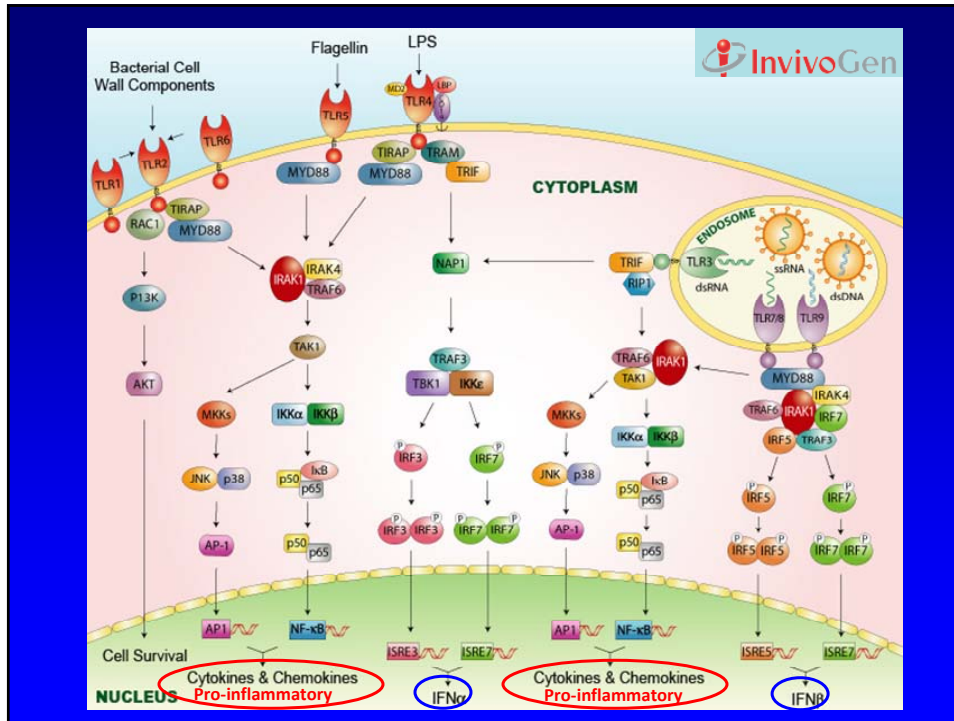 InvivoGen
Flagellin
LPS
Bacterial Cell
Wall Components
MD2
TLR4
LBP
TLR5
TLR6
TLR2
TLR1
TIRAP
TRAM
MYD88
MYD88
TRIF
CYTOPLASM
RAC1
TIRAP
MYD88
ENDOSOME
ssRNA
dsDNA
TLR3
dsRNA
TLR7/8
TLR9
TRIF
RIP1
NAP1
IRAK1
IRAK4
TRAF6
P13K
TAK1
AKT
TRAF3
TBK1
IKKε
TRAF6
IRAK1
TAK1
MYD88
IRAK4
TRAF6
IRAK1
IRF7
IRF5
TRAF3
MKKs
IKKα
IKKβ
MKKs
IKKα
IKKβ
P
IRF3
P
IRF7
JNK
p38
IκB
p50
p65
JNK
p38
IκB
p50
p65
P
IRF5
P
IRF7
P
P
IRF3
IRF3
P
P
IRF7
IRF7
AP-1
p50
p65
AP-1
p50
p65
P
P
IRF5
IRF5
P
P
IRF7
IRF7
AP1
NF-κB
ISRE3
ISRE7
AP1
NF-κB
ISRE5
ISRE7
Cell Survival
Cytokines & Chemokines
Pro-inflammatory
Cytokines & Chemokines
Pro-inflammatory
NUCLEUS
IFNα
IFNβ